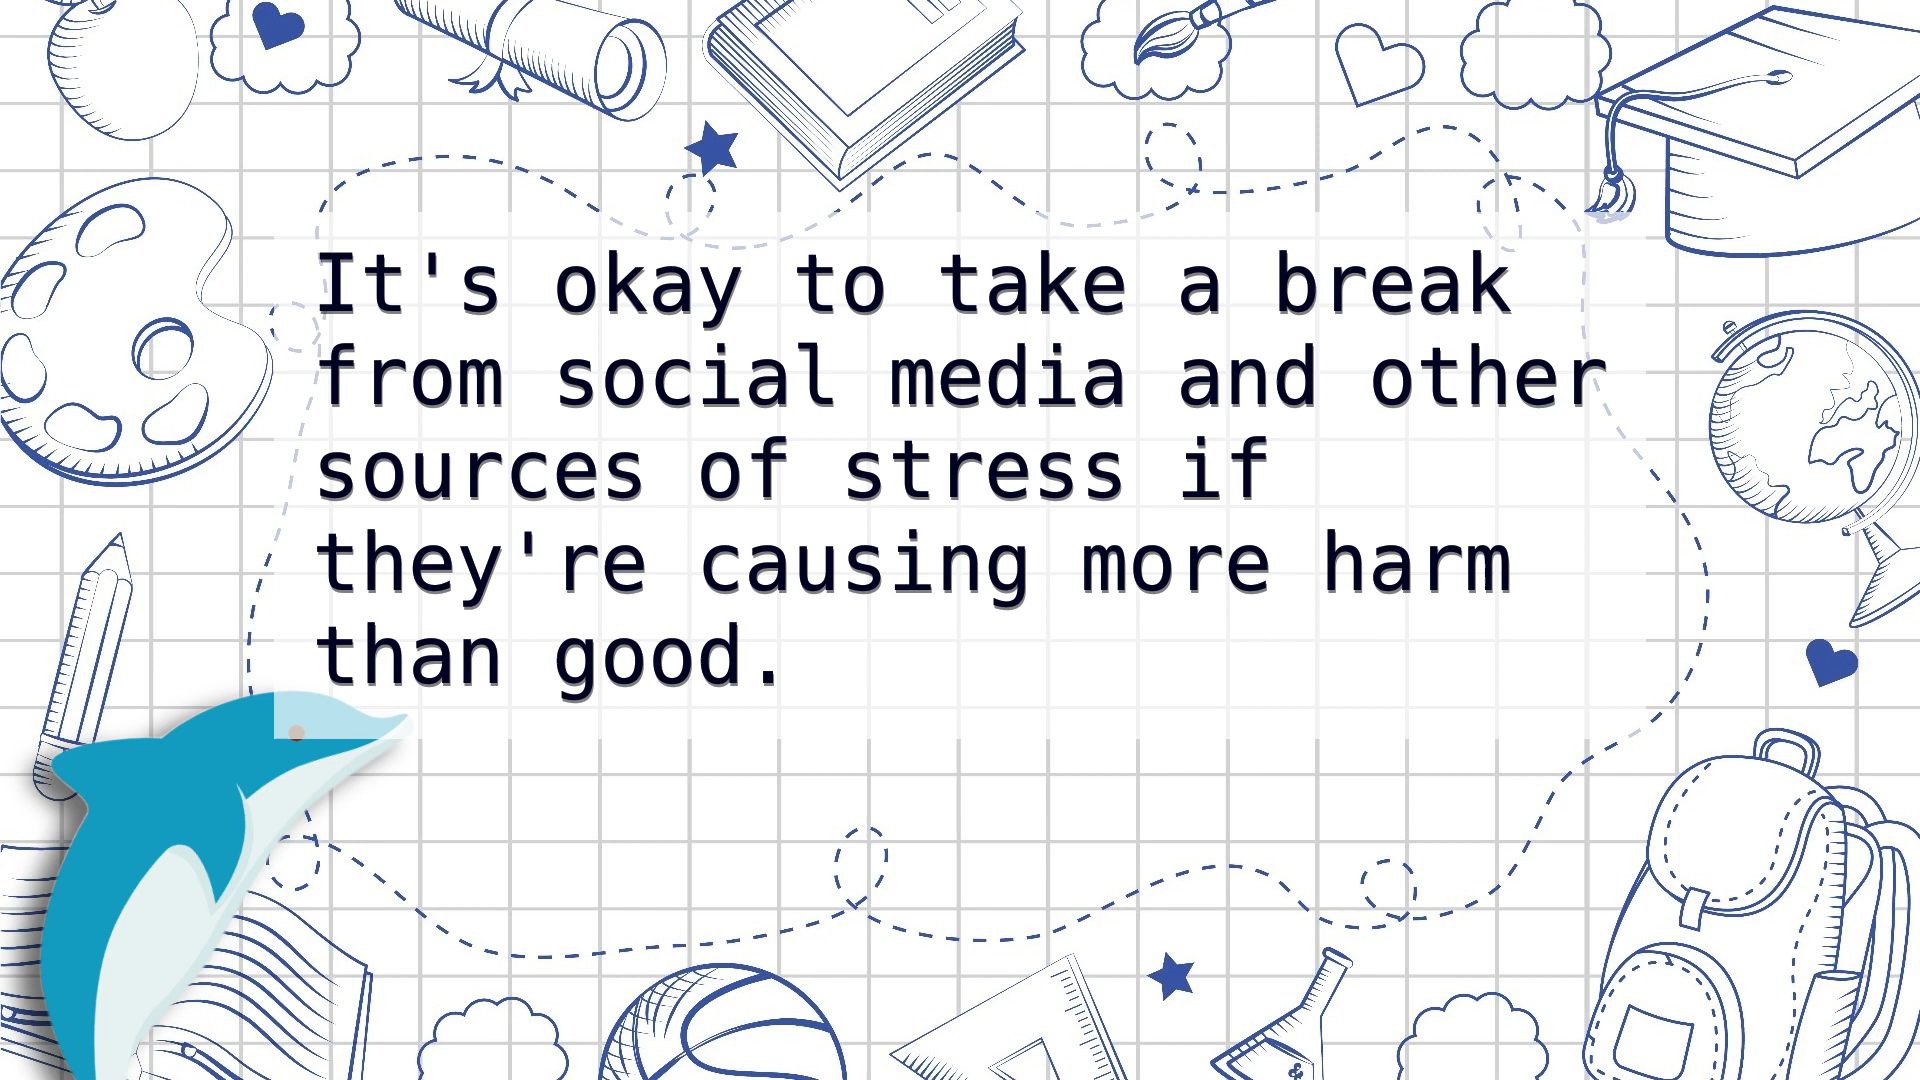 It's okay to take a break
from social media and other
sources of stress if
they're causing more harm
than good.